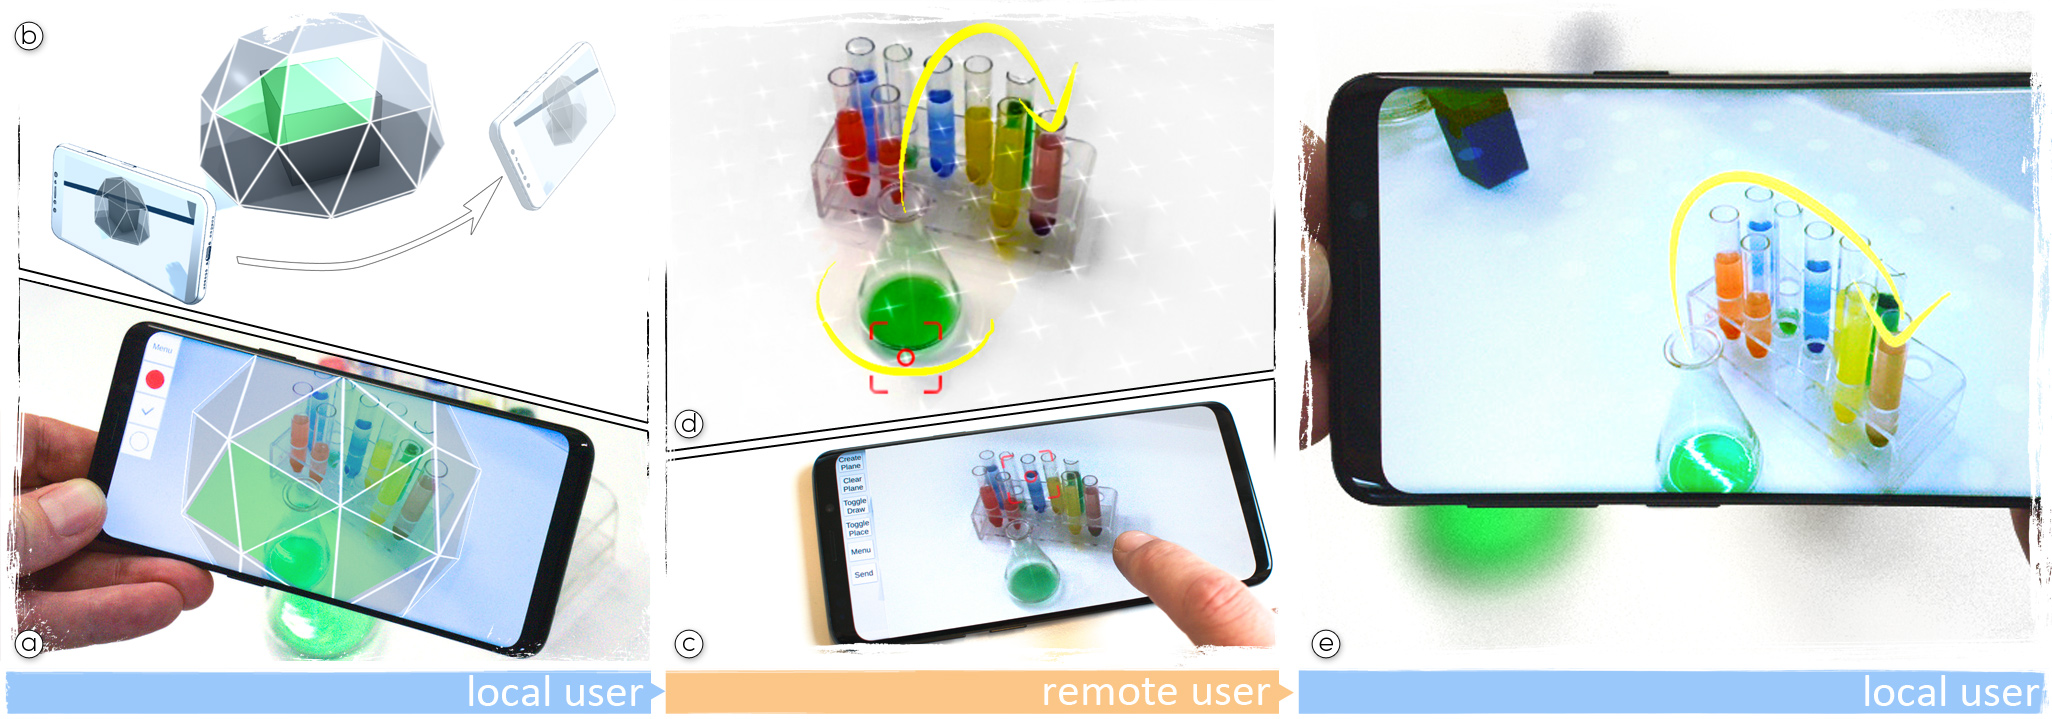 b
Menu
a
local user
d
Create
Plane
Clear
Plane
Toggle
Draw
Toggle
Place
Menu
Send
c
remote user
e
local user